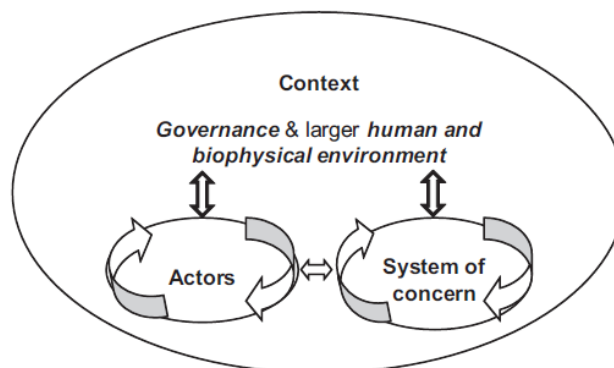 Context
Governance & larger human and
biophysical environment
Actors
System of
concern